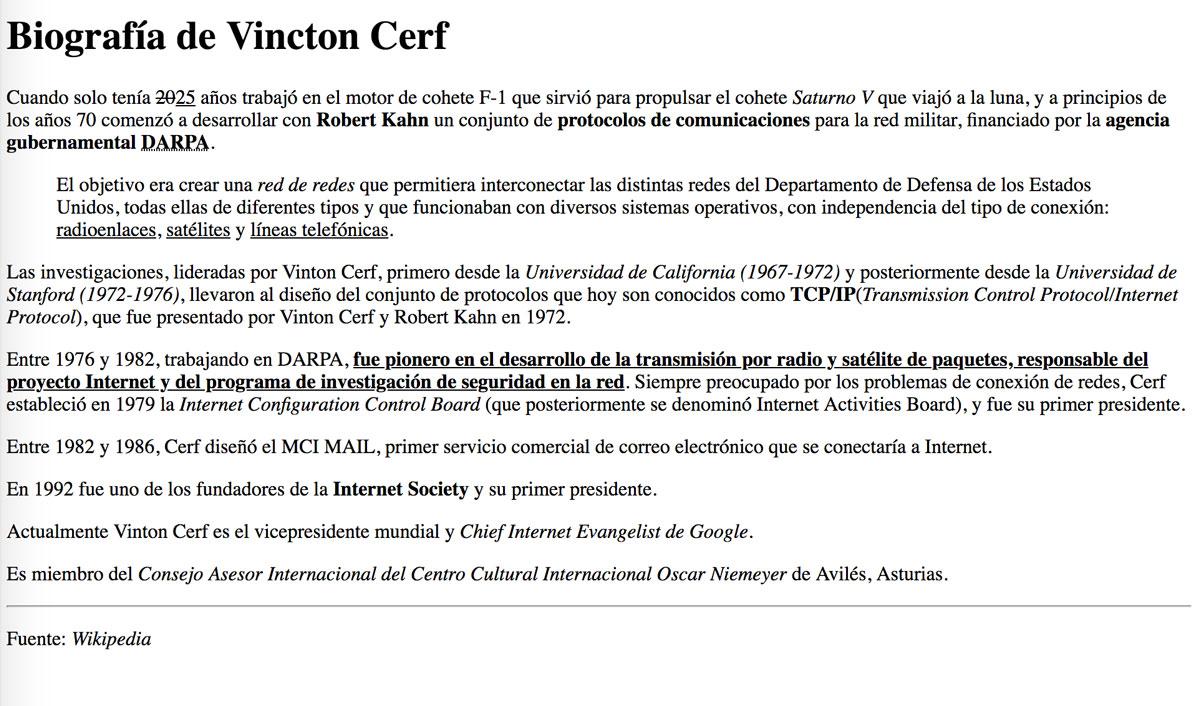 Biografía de Vincton Cerf
Cuando solo tenía 2025 años trabajó en el motor de cohete F-1 que sirvió para propulsar el cohete Saturno V que viajó a la luna, y a principios de
los años 70 comenzó a desarrollar con Robert Kahn un conjunto de protocolos de comunicaciones para la red militar, financiado por la agencia
gubernamental DARPA.
El objetivo era crear una red de redes que permitiera interconectar las distintas redes del Departamento de Defensa de los Estados
Unidos, todas ellas de diferentes tipos y que funcionaban con diversos sistemas operativos, con independencia del tipo de conexión:
radioenlaces, satélites y líneas telefónicas.
Las investigaciones, lideradas por Vinton Cerf, primero desde la Universidad de California (1967-1972) y posteriormente desde la Universidad de
Stanford (1972-1976), llevaron al diseño del conjunto de protocolos que hoy son conocidos como TCP/IP(Transmission Control Protocol/Internet
Protocol), que fue presentado por Vinton Cerf y Robert Kahn en 1972.
Entre 1976 y 1982, trabajando en DARPA, fue pionero en el desarrollo de la transmisión por radio y satélite de paquetes, responsable del
proyecto Internet y del programa de investigación de seguridad en la red. Siempre preocupado por los problemas de conexión de redes, Cerf
estableció en 1979 la Internet Configuration Control Board (que posteriormente se denominó Internet Activities Board), y fue su primer presidente.
Entre 1982 y 1986, Cerf diseñó el MCI MAIL, primer servicio comercial de correo electrónico que se conectaría a Internet.
En 1992 fue uno de los fundadores de la Internet Society y su primer presidente.
Actualmente Vinton Cerf es el vicepresidente mundial y Chief Internet Evangelist de Google.
Es miembro del Consejo Asesor Internacional del Centro Cultural Internacional Oscar Niemeyer de Avilés, Asturias.
Fuente: Wikipedia